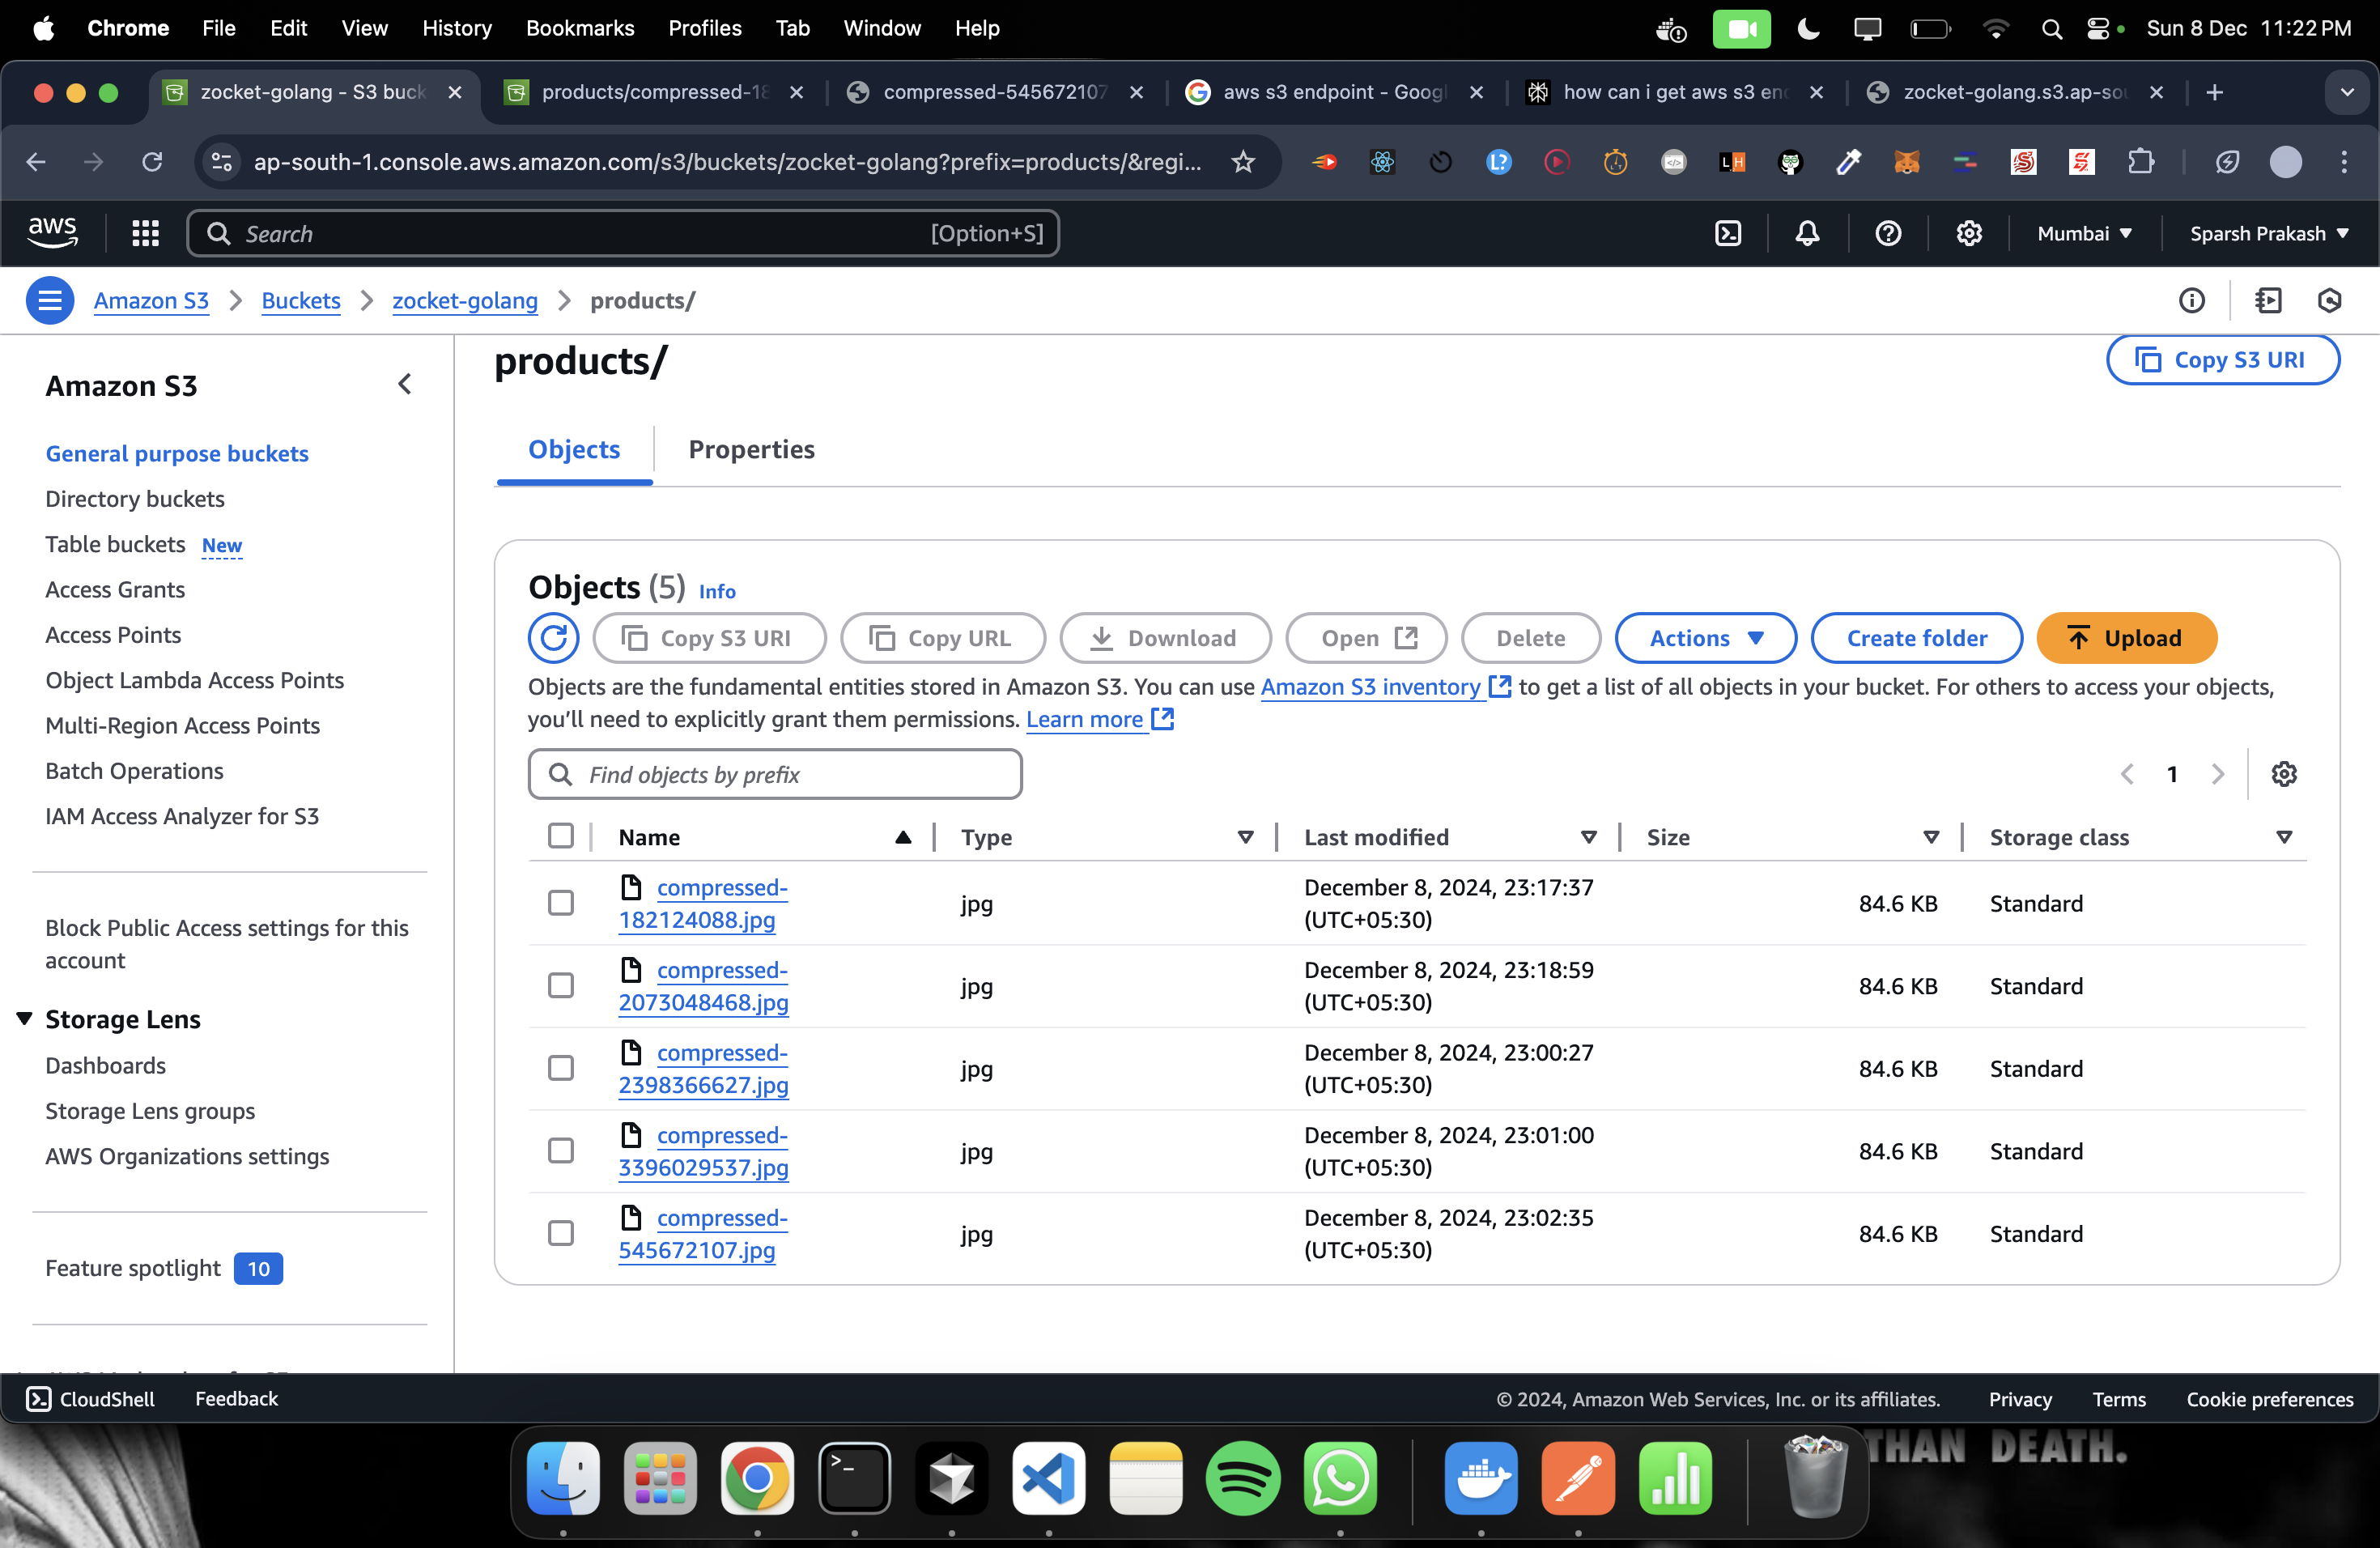 Chrome File Edit View History Bookmarks Profiles Tab Window Help Sun 8 Dec 11:22 PM
zocket-golang - S3 buck products/compressed-18 compressed-545672107 aws s3 endpoint - Googl how can i get aws s3 en zocket-golang.s3.ap-so
ap-south-1.console.aws.amazon.com/s3/buckets/zocket-golang?prefix=products/&regi...
aws Search [Option+S] Mumbai Sparsh Prakash
Amazon S3 Buckets zocket-golang products/
Amazon S3
General purpose buckets
Directory buckets
Table buckets New
Access Grants
Access Points
Object Lambda Access Points
Multi-Region Access Points
Batch Operations
IAM Access Analyzer for S3
Block Public Access settings for this
account
Storage Lens
Dashboards
Storage Lens groups
AWS Organizations settings
Feature spotlight 10
products/
Copy S3 URI
Objects Properties
Objects (5) Info
Copy S3 URI Copy URL Download Open Delete Actions Create folder Upload
Objects are the fundamental entities stored in Amazon S3. You can use Amazon S3 inventory to get a list of all objects in your bucket. For others to access your objects,
you'll need to explicitly grant them permissions. Learn more
Find objects by prefix
1
Name Type Last modified Size Storage class
compressed- December 8, 2024, 23:17:37
182124088.jpg jpg (UTC+05:30) 84.6 KB Standard
compressed- December 8, 2024, 23:18:59
2073048468.jpg jpg (UTC+05:30) 84.6 KB Standard
compressed- December 8, 2024, 23:00:27
2398366627.jpg jpg (UTC+05:30) 84.6 KB Standard
compressed- December 8, 2024, 23:01:00
3396029537.jpg jpg (UTC+05:30) 84.6 KB Standard
compressed- December 8, 2024, 23:02:35
545672107.jpg jpg (UTC+05:30) 84.6 KB Standard
CloudShell Feedback © 2024, Amazon Web Services, Inc. or its affiliates. Privacy Terms Cookie preferences
THAN DEATH.